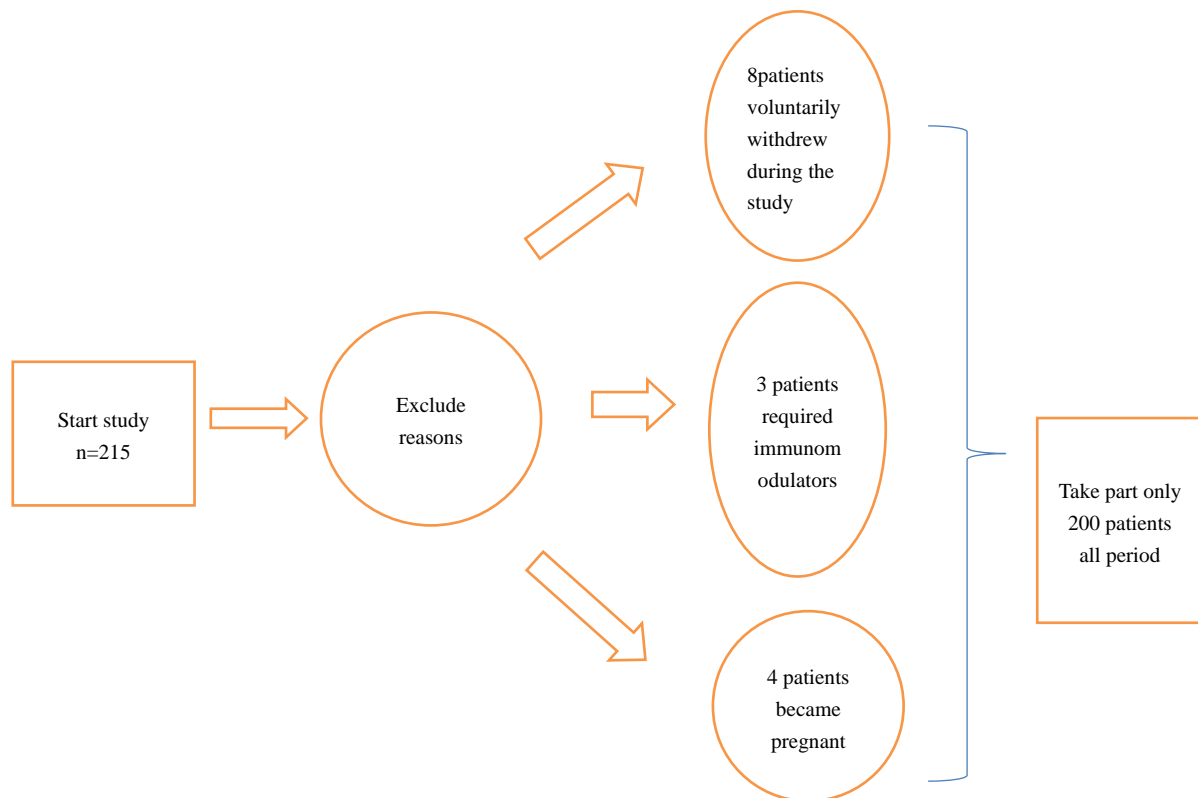 Start study
n=215
Exclude
reasons
8patients
voluntarily
withdrew
during the
study
3 patients
required
immunom
odulators
4 patients
became
pregnant
Take part only
200 patients
all period